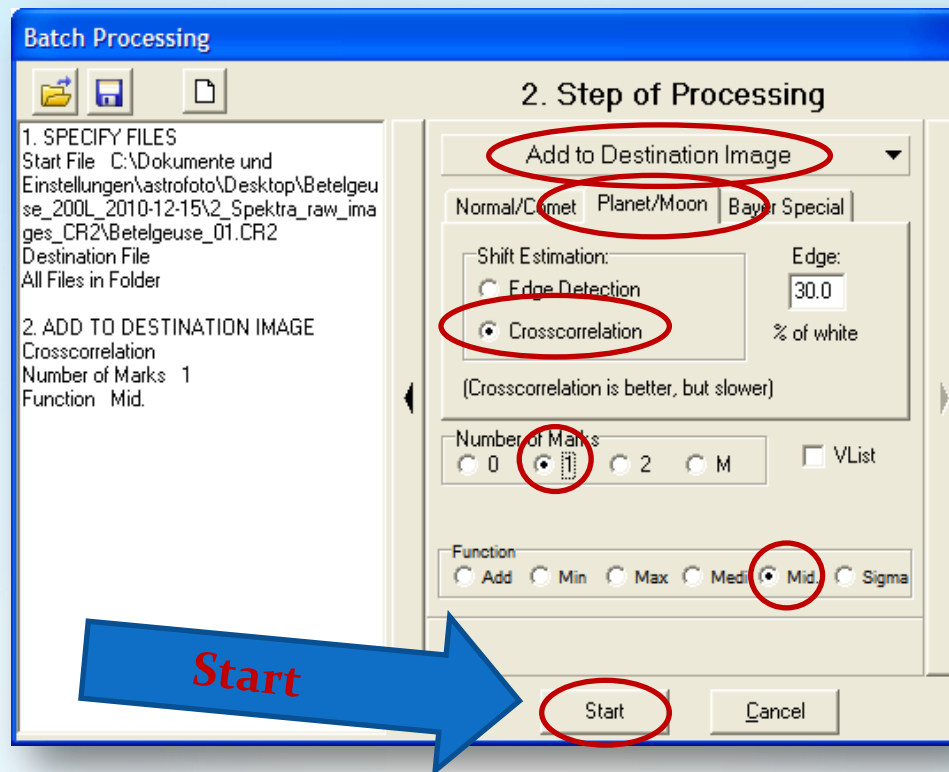 Batch Processing
2. Step of Processing
1. SPECIFY FILES
Start File C:\Dokumente und
Einstellungen\astrofoto\Desktop\Betelgeu
se_200L_2010-12-15\2_Spektra_raw_ima
ges_CR2\Betelgeuse_01.CR2
Destination File
All Files in Folder
2. ADD TO DESTINATION IMAGE
Crosscorrelation
Number of Marks 1
Function Mid.
Add to Destination Image
Normal/Comet Planet/Moon Bayer Special
Shift Estimation: Edge:
Edge Detection 30.0
Crosscorrelation % of white
(Crosscorrelation is better, but slower)
Number of Marks
0 1 2 M VList
Function
Add Min Max Medi Mid. Sigma
Start
Start Cancel